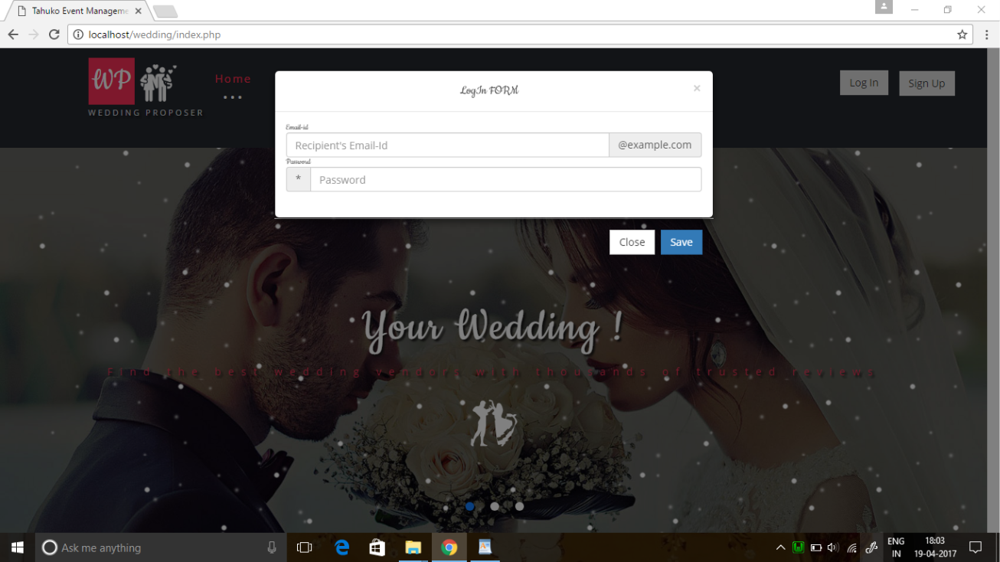 Tahuko Event Manageme
localhost/wedding/index.php
WP
WEDDING PROPOSER
Home
LogIn FORM
×
Log In
Sign Up
Email-id
Recipient's Email-Id
@example.com
Password
*
Password
Close
Save
Your Wedding !
Find the best wedding vendors with thousands of trusted reviews
Ask me anything
ENG
IN
18:03
19-04-2017